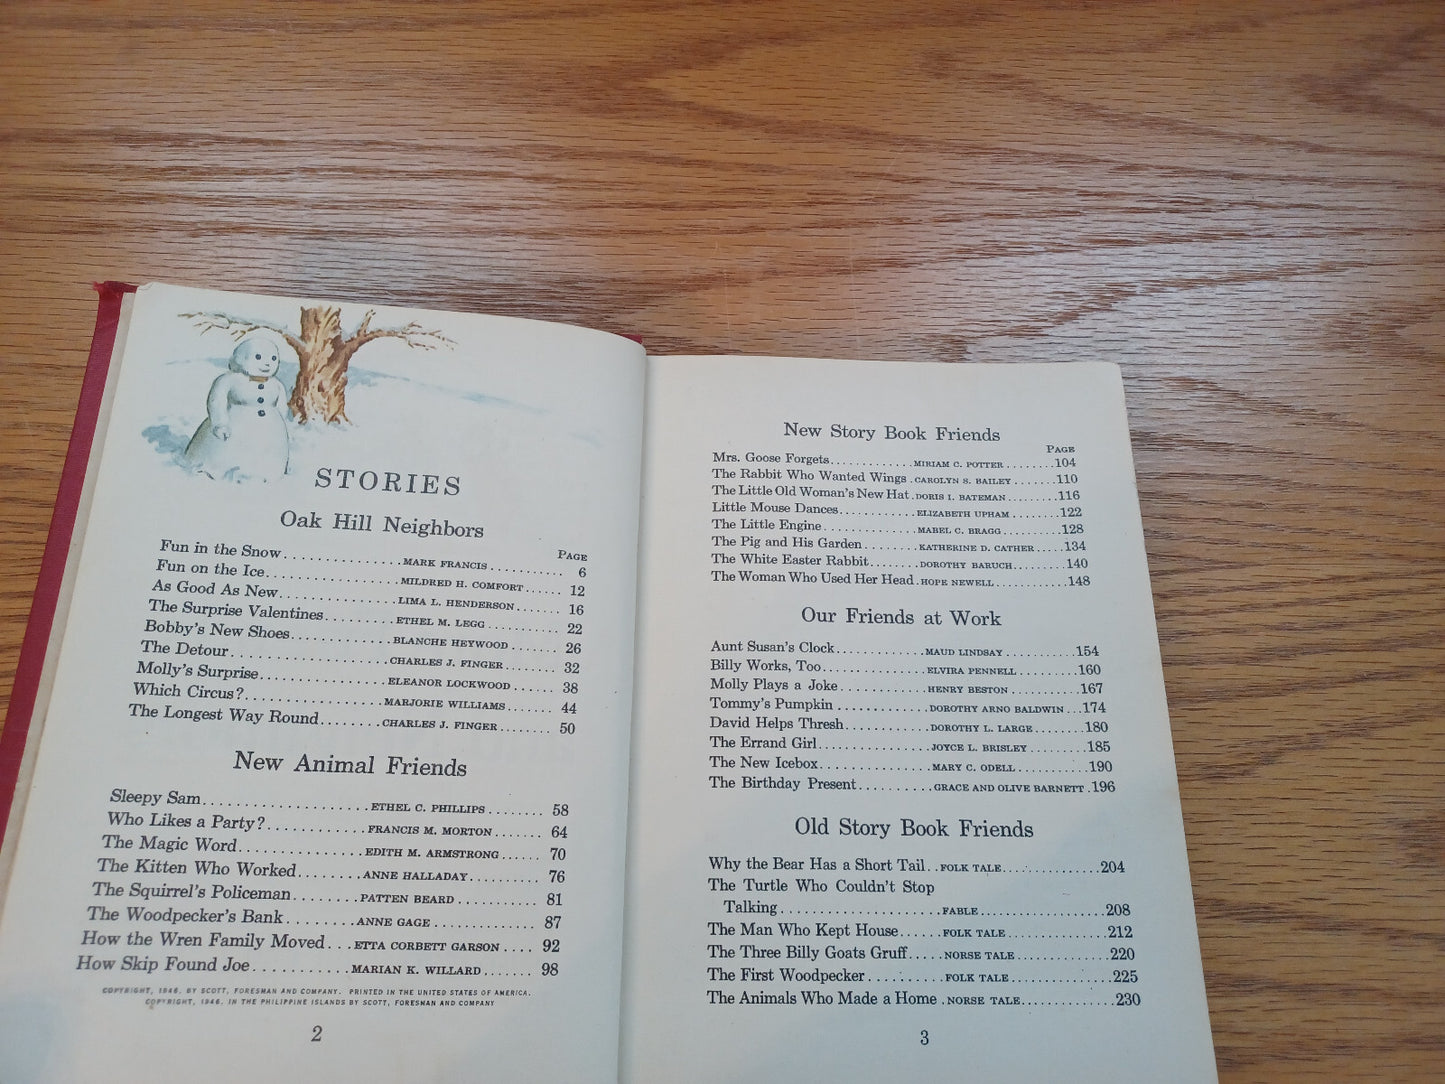 STORIES
Oak Hill Neighbors
PAGE
Fun in the Snow . . . . . . . . . . . . . . MARK FRANCIS . . . . . . . . . . 6
Fun on the Ice . . . . . . . . . . . . . . . MILDRED H. COMFORT . . . . . . 12
As Good As New . . . . . . . . . . . . . LIMA L. HENDERSON . . . . . . . 16
The Surprise Valentines . . . . . . . . . ETHEL M. LEGG . . . . . . . . . . 22
Bobby's New Shoes . . . . . . . . . . . . BLANCHE HEYWOOD . . . . . . . 26
The Detour . . . . . . . . . . . . . . . . . CHARLES J. FINGER . . . . . . . 32
Molly's Surprise . . . . . . . . . . . . . . ELEANOR LOCKWOOD . . . . . . 38
Which Circus? . . . . . . . . . . . . . . . MARJORIE WILLIAMS . . . . . . . 44
The Longest Way Round . . . . . . . CHARLES J. FINGER . . . . . . . . 50
New Animal Friends
Sleepy Sam . . . . . . . . . . . . . . . . . . ETHEL C. PHILLIPS . . . . . . . . 58
Who Likes a Party? . . . . . . . . . . . FRANCIS M. MORTON . . . . . . . 64
The Magic Word . . . . . . . . . . . . . EDITH M. ARMSTRONG . . . . . . 70
The Kitten Who Worked . . . . . . . ANNE HALLADAY . . . . . . . . . . 76
The Squirrel's Policeman . . . . . . . PATTEN BEARD . . . . . . . . . . . 81
The Woodpecker's Bank . . . . . . . ANNE GAGE . . . . . . . . . . . . . 87
How the Wren Family Moved . . . ETTA CORBETT GARSON . . . . 92
How Skip Found Joe . . . . . . . . . . MARIAN K. WILLARD . . . . . . . 98
COPYRIGHT, 1946, BY SCOTT, FORESMAN AND COMPANY. PRINTED IN THE UNITED STATES OF AMERICA.
COPYRIGHT, 1946, IN THE PHILIPPINE ISLANDS BY SCOTT, FORESMAN AND COMPANY
2
New Story Book Friends
PAGE
Mrs. Goose Forgets . . . . . . . . . . . . MIRIAM C. POTTER . . . . . . . . 104
The Rabbit Who Wanted Wings . CAROLYN S. BAILEY . . . . . . . 110
The Little Old Woman's New Hat . DORIS I. BATEMAN . . . . . . . . 116
Little Mouse Dances . . . . . . . . . . . ELIZABETH UPHAM . . . . . . . . 122
The Little Engine . . . . . . . . . . . . . MABEL C. BRAGG . . . . . . . . . 128
The Pig and His Garden . . . . . . . . KATHERINE D. CATHER . . . . . 134
The White Easter Rabbit . . . . . . . . DOROTHY BARUCH . . . . . . . . 140
The Woman Who Used Her Head . HOPE NEWELL . . . . . . . . . . . 148
Our Friends at Work
Aunt Susan's Clock . . . . . . . . . . . . MAUD LINDSAY . . . . . . . . . . 154
Billy Works, Too . . . . . . . . . . . . . . ELVIRA PENNELL . . . . . . . . . 160
Molly Plays a Joke . . . . . . . . . . . . HENRY BESTON . . . . . . . . . . 167
Tommy's Pumpkin . . . . . . . . . . . . DOROTHY ARNO BALDWIN . . . 174
David Helps Thresh . . . . . . . . . . . DOROTHY L. LARGE . . . . . . . 180
The Errand Girl . . . . . . . . . . . . . . JOYCE L. BRISLEY . . . . . . . . 185
The New Icebox . . . . . . . . . . . . . . MARY C. ODELL . . . . . . . . . . 190
The Birthday Present . . . . . . . . . . GRACE AND OLIVE BARNETT . 196
Old Story Book Friends
Why the Bear Has a Short Tail . . FOLK TALE . . . . . . . . . . . . . 204
The Turtle Who Couldn't Stop
Talking . . . . . . . . . . . . . . . . . . . FABLE . . . . . . . . . . . . . . . . . 208
The Man Who Kept House . . . . . . FOLK TALE . . . . . . . . . . . . . 212
The Three Billy Goats Gruff . . . . . NORSE TALE . . . . . . . . . . . . 220
The First Woodpecker . . . . . . . . . FOLK TALE . . . . . . . . . . . . . 225
The Animals Who Made a Home . NORSE TALE . . . . . . . . . . . . 230
3